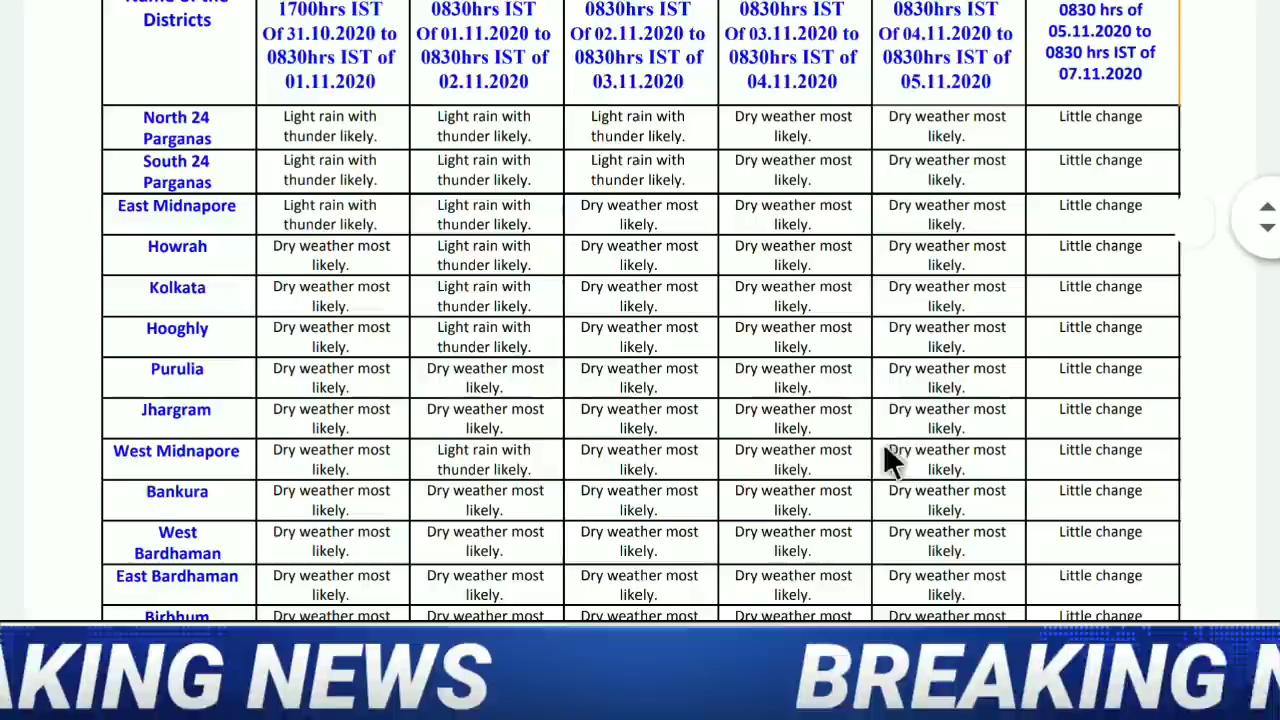 Name of the
Districts
1700hrs IST
Of 31.10.2020 to
0830hrs IST of
01.11.2020
0830hrs IST
Of 01.11.2020 to
0830hrs IST of
02.11.2020
0830hrs IST
Of 02.11.2020 to
0830hrs IST of
03.11.2020
0830hrs IST
Of 03.11.2020 to
0830hrs IST of
04.11.2020
0830hrs IST
Of 04.11.2020 to
0830hrs IST of
05.11.2020
0830 hrs of
05.11.2020 to
0830 hrs IST of
07.11.2020
North 24
Parganas
Light rain with
thunder likely.
Light rain with
thunder likely.
Light rain with
thunder likely.
Dry weather most
likely.
Dry weather most
likely.
Little change
South 24
Parganas
Light rain with
thunder likely.
Light rain with
thunder likely.
Light rain with
thunder likely.
Dry weather most
likely.
Dry weather most
likely.
Little change
East Midnapore
Light rain with
thunder likely.
Light rain with
thunder likely.
Dry weather most
likely.
Dry weather most
likely.
Dry weather most
likely.
Little change
Howrah
Dry weather most
likely.
Light rain with
thunder likely.
Dry weather most
likely.
Dry weather most
likely.
Dry weather most
likely.
Little change
Kolkata
Dry weather most
likely.
Light rain with
thunder likely.
Dry weather most
likely.
Dry weather most
likely.
Dry weather most
likely.
Little change
Hooghly
Dry weather most
likely.
Light rain with
thunder likely.
Dry weather most
likely.
Dry weather most
likely.
Dry weather most
likely.
Little change
Purulia
Dry weather most
likely.
Dry weather most
likely.
Dry weather most
likely.
Dry weather most
likely.
Dry weather most
likely.
Little change
Jhargram
Dry weather most
likely.
Dry weather most
likely.
Dry weather most
likely.
Dry weather most
likely.
Dry weather most
likely.
Little change
West Midnapore
Dry weather most
likely.
Light rain with
thunder likely.
Dry weather most
likely.
Dry weather most
likely.
Dry weather most
likely.
Little change
Bankura
Dry weather most
likely.
Dry weather most
likely.
Dry weather most
likely.
Dry weather most
likely.
Dry weather most
likely.
Little change
West
Bardhaman
Dry weather most
likely.
Dry weather most
likely.
Dry weather most
likely.
Dry weather most
likely.
Dry weather most
likely.
Little change
East Bardhaman
Dry weather most
likely.
Dry weather most
likely.
Dry weather most
likely.
Dry weather most
likely.
Dry weather most
likely.
Little change
Birbhum
Dry weather most
Dry weather most
Dry weather most
Dry weather most
Dry weather most
Little change
AKING NEWS
BREAKING N